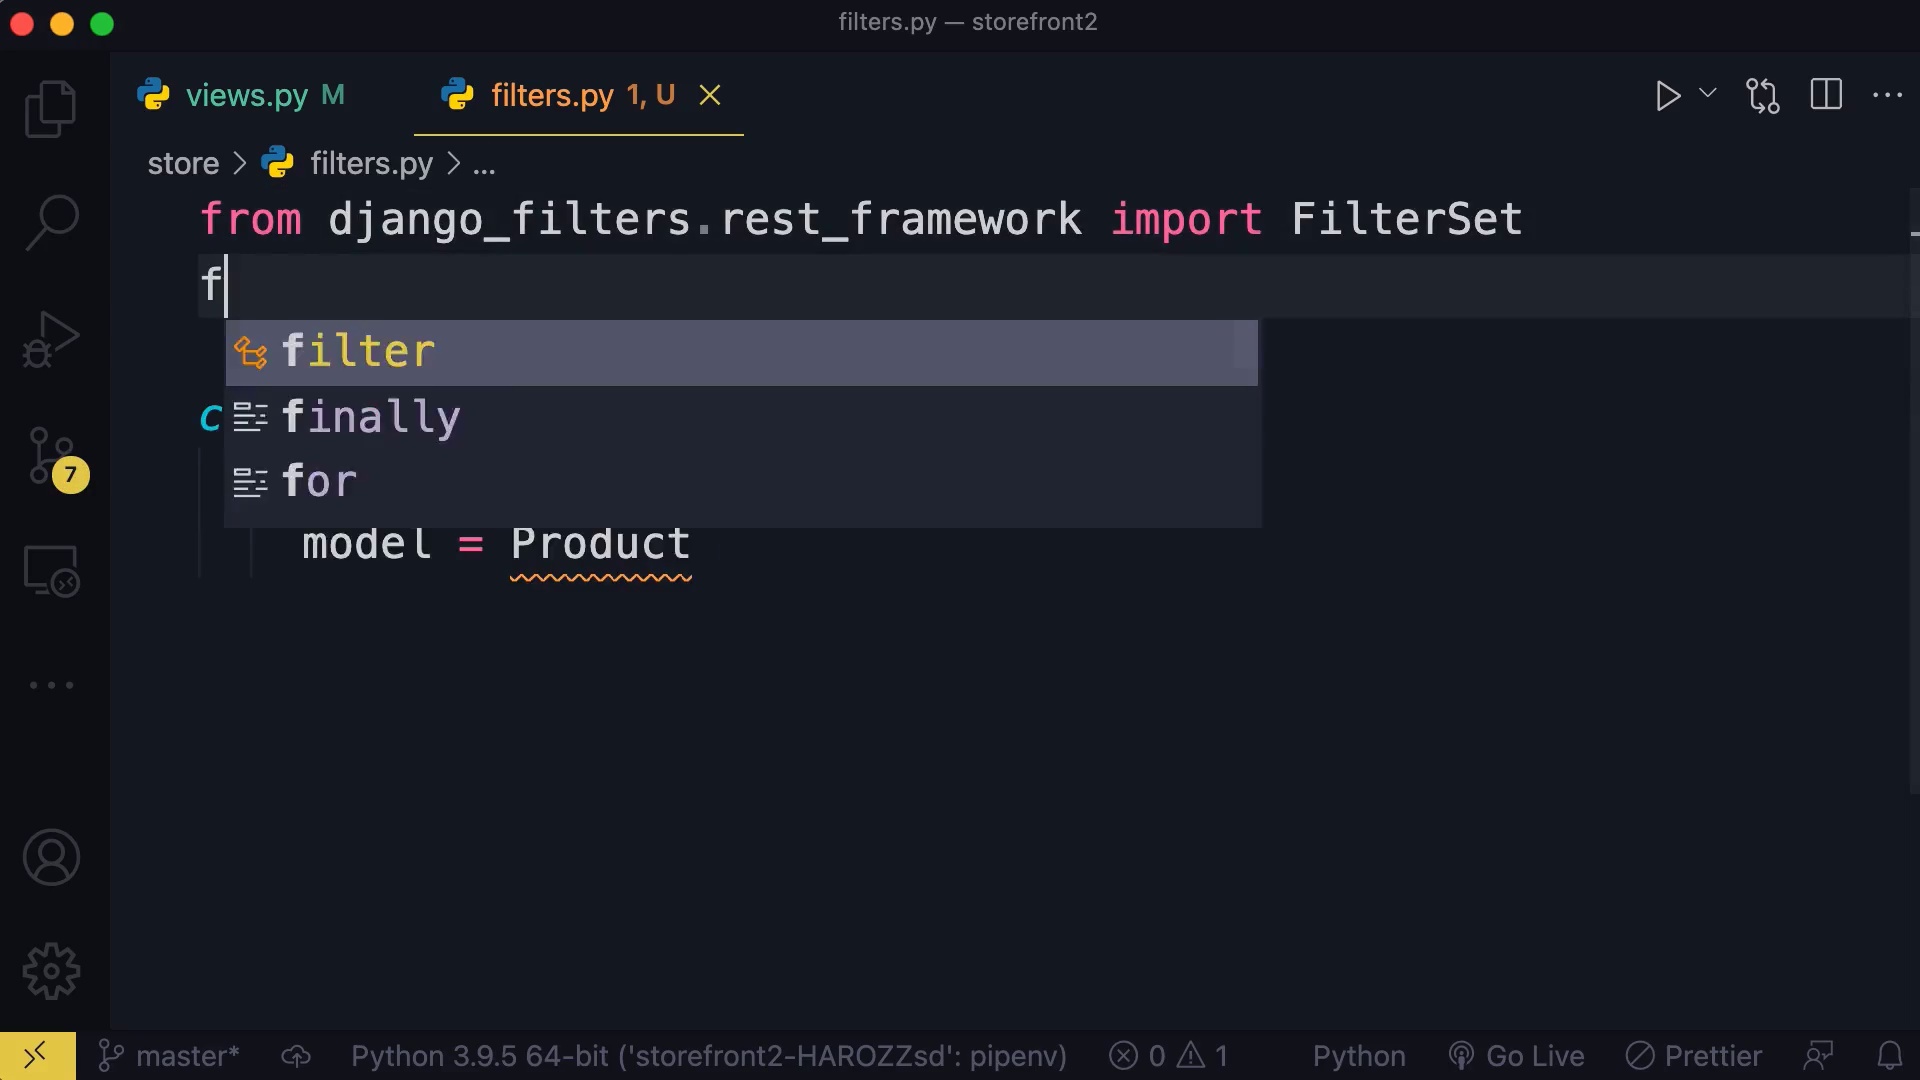 filters.py — storefront2
views.py M
filters.py 1, U
store > filters.py > ...
from django_filters.rest_framework import FilterSet
f
filter
c
finally
for
model = Product
7
master*
Python 3.9.5 64-bit ('storefront2-HAROZZsd': pipenv)
0
1
Python
Go Live
Prettier